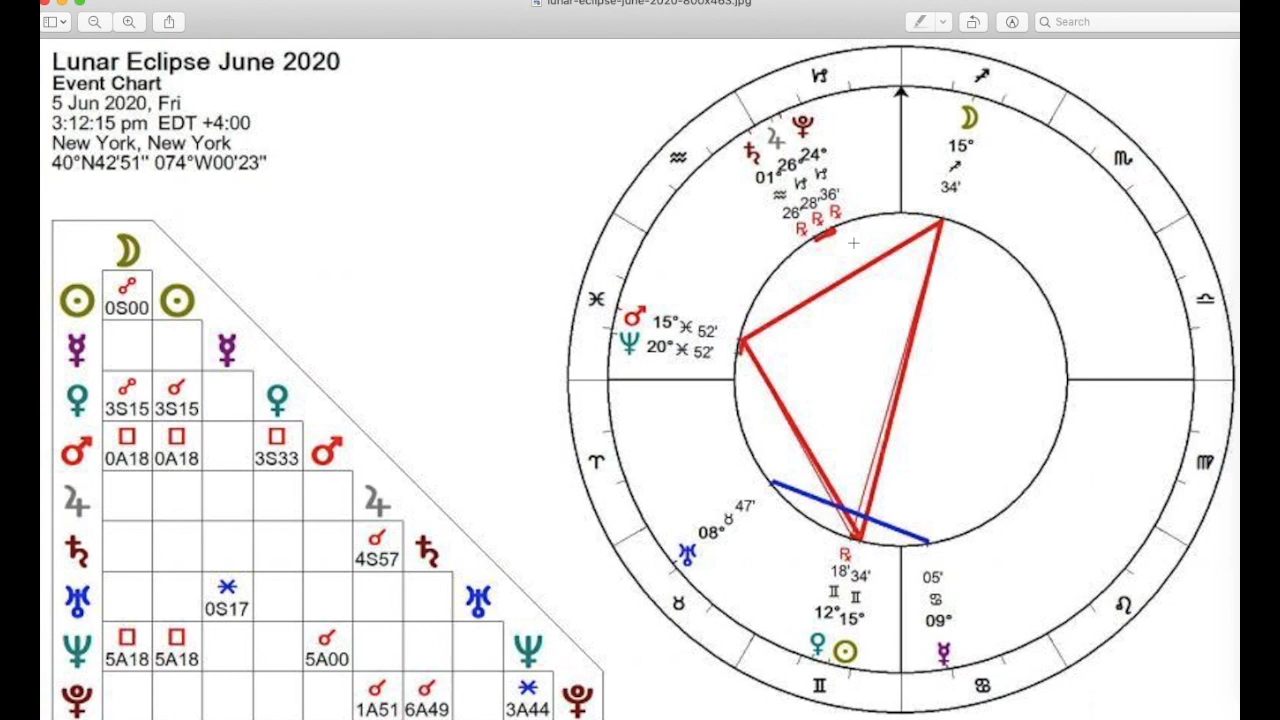 lunar-eclipse-june-2020-800x463.jpg
Search
Lunar Eclipse June 2020
Event Chart
5 Jun 2020, Fri
3:12:15 pm EDT +4:00
New York, New York
40°N42'51" 074°W00'23"
☽
☉ ☍ 0S00 ☉
☿ ☿
♀ ☍ 3S15 ☌ 3S15 ♀
♂ □ 0A18 □ 0A18 □ 3S33 ♂
♃ ♃
♄ ☌ 4S57 ♄
♅ ⚹ 0S17 ♅
♆ □ 5A18 □ 5A18 ☌ 5A00 ♆
♇ ☌ 1A51 ☌ 6A49 ⚹ 3A44 ♇
♑ ♐
♒ ♏
♓ ♎
♈ ♍
♉ ♌
♊ ♋
♄ 01° ♒ 26' ℞
♃ 26° ♑ 28' ℞
♇ 24° ♑ 36' ℞
☽ 15° ♐ 34'
♂ 15° ♓ 52'
♆ 20° ♓ 52'
♅ 08° ♉ 47'
♀ 12° ♊ 18' ℞
☉ 15° ♊ 34'
☿ 09° ♋ 05'